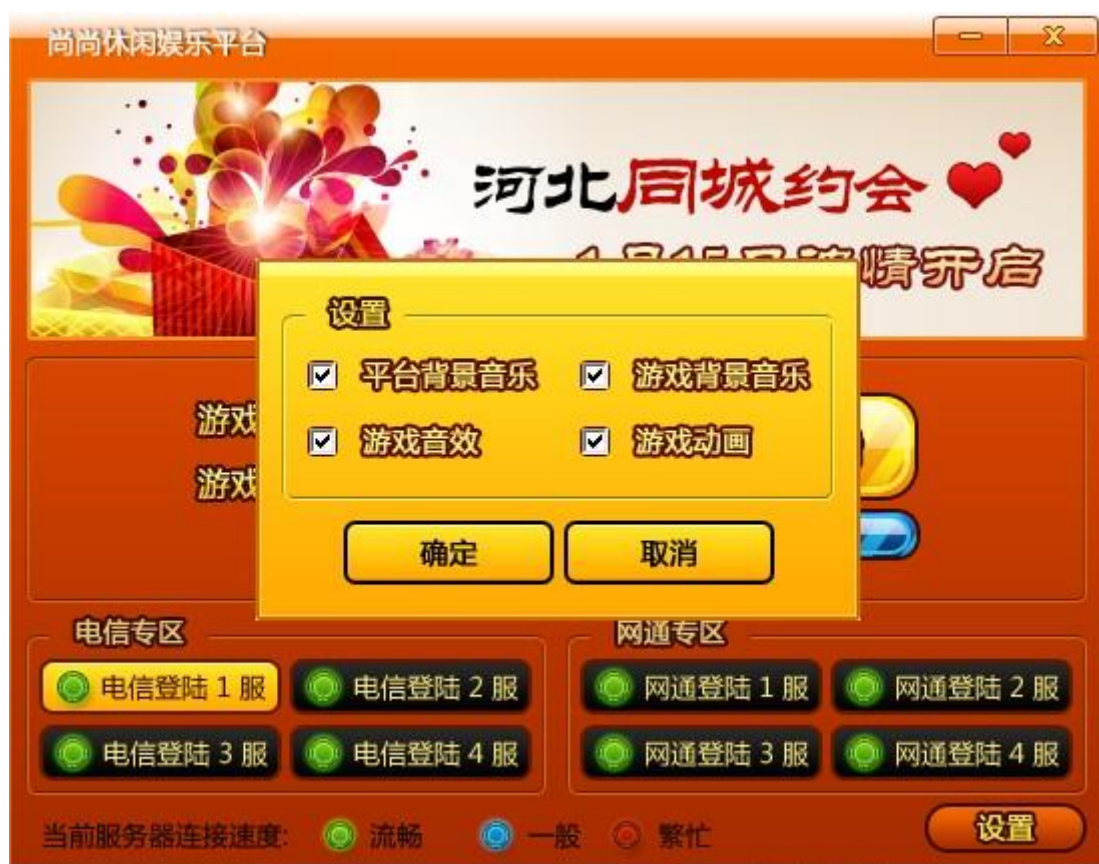 尚尚休闲娱乐平台
河北同城约会
情开启
设置
平台背景音乐 游戏背景音乐
游戏音效 游戏动画
游戏
游戏
确定 取消
电信专区 网通专区
电信登陆 1 服 电信登陆 2 服 网通登陆 1 服 网通登陆 2 服
电信登陆 3 服 电信登陆 4 服 网通登陆 3 服 网通登陆 4 服
当前服务器连接速度: 流畅 一般 繁忙 设置